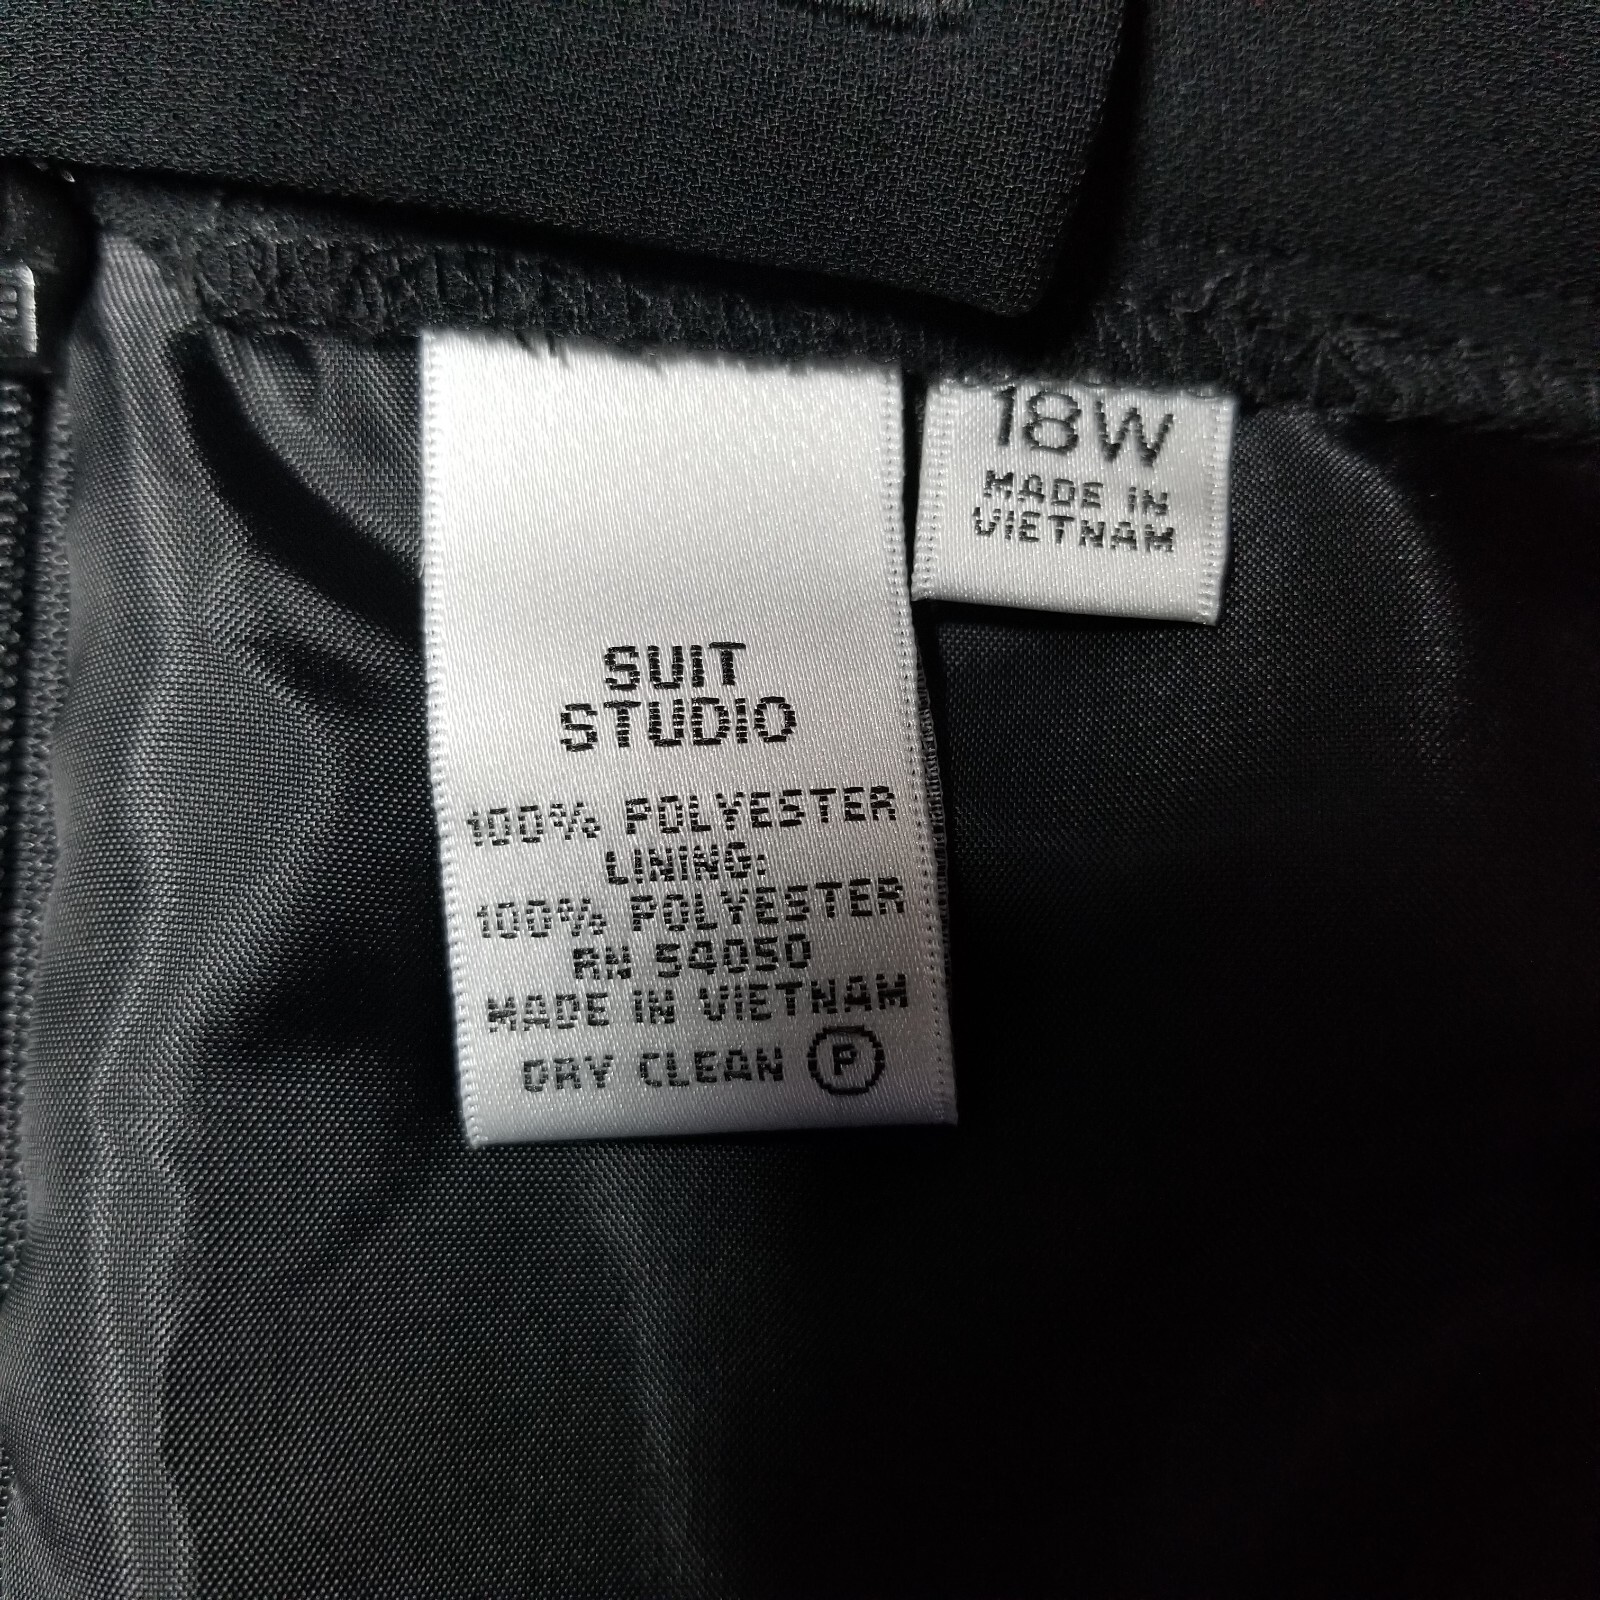 18W
MADE IN
VIETNAM
SUIT
STUDIO
100% POLYESTER
LINING:
100% POLYESTER
RN 54050
MADE IN VIETNAM
DRY CLEAN P